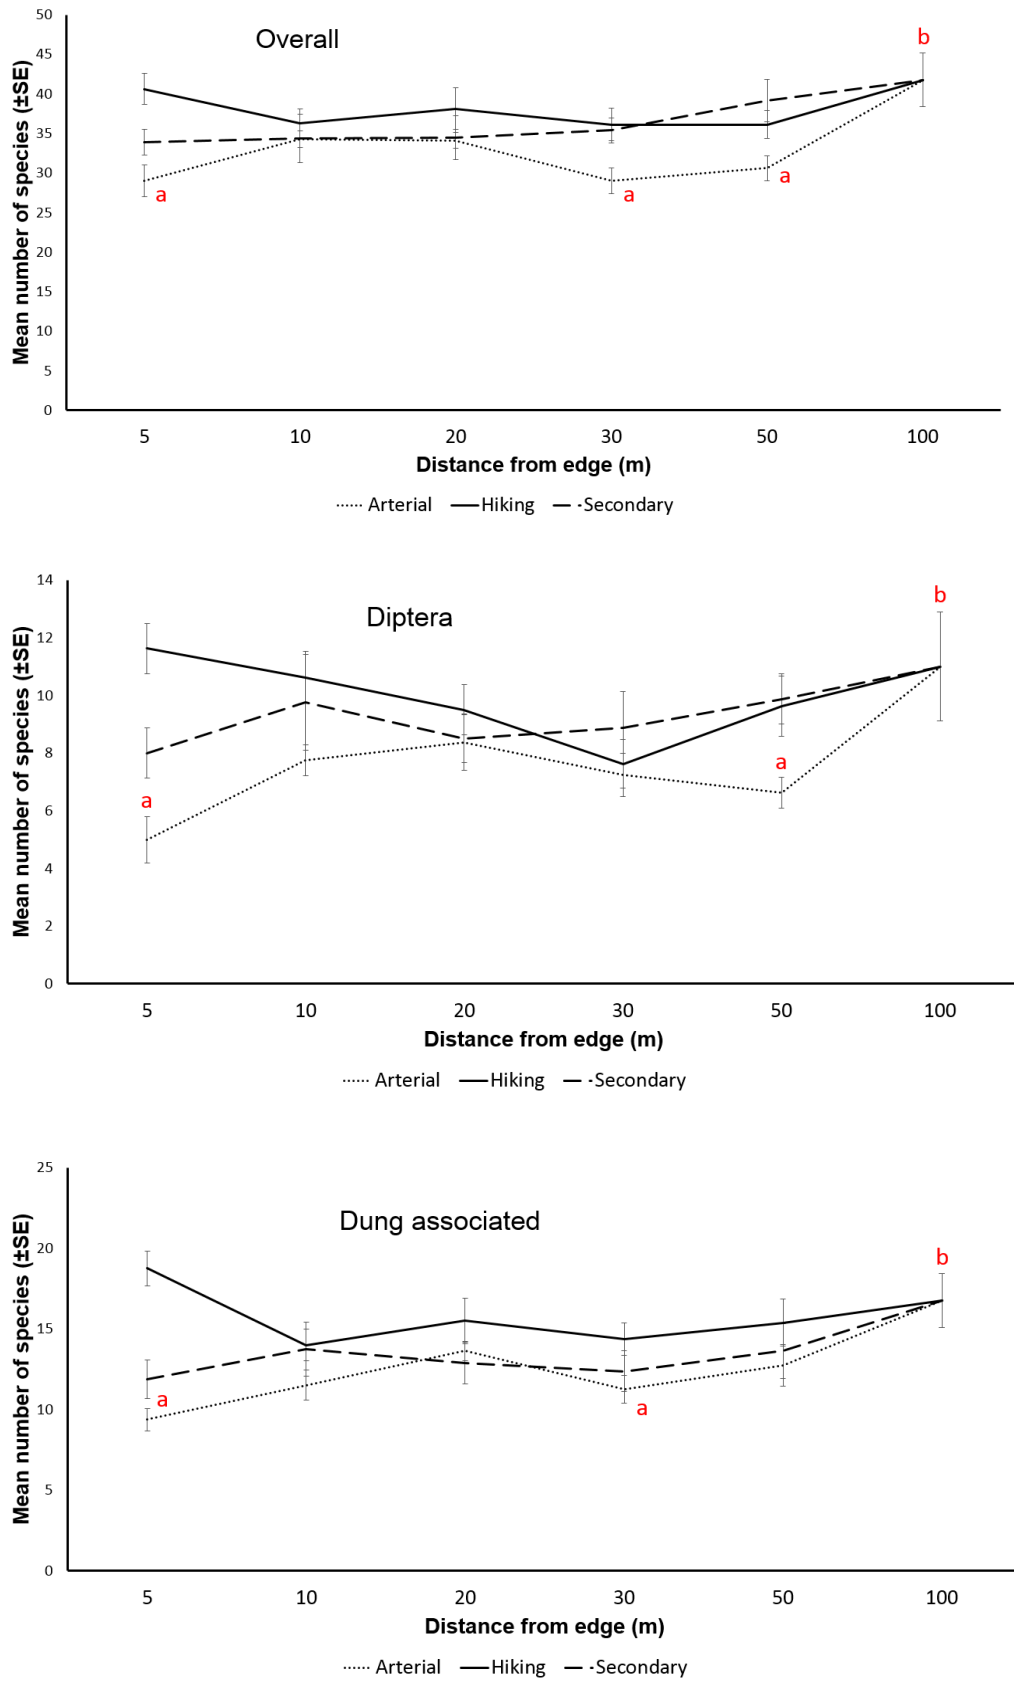 Overall
Mean number of species (±SE)
50
45
40
35
30
25
20
15
10
5
0
a
a
a
b
5 10 20 30 50 100
Distance from edge (m)
Arterial Hiking Secondary
Diptera
Mean number of species (±SE)
14
12
10
8
6
4
2
0
a
a
b
5 10 20 30 50 100
Distance from edge (m)
Arterial Hiking Secondary
Dung associated
Mean number of species (±SE)
25
20
15
10
5
0
a
a
b
5 10 20 30 50 100
Distance from edge (m)
Arterial Hiking Secondary